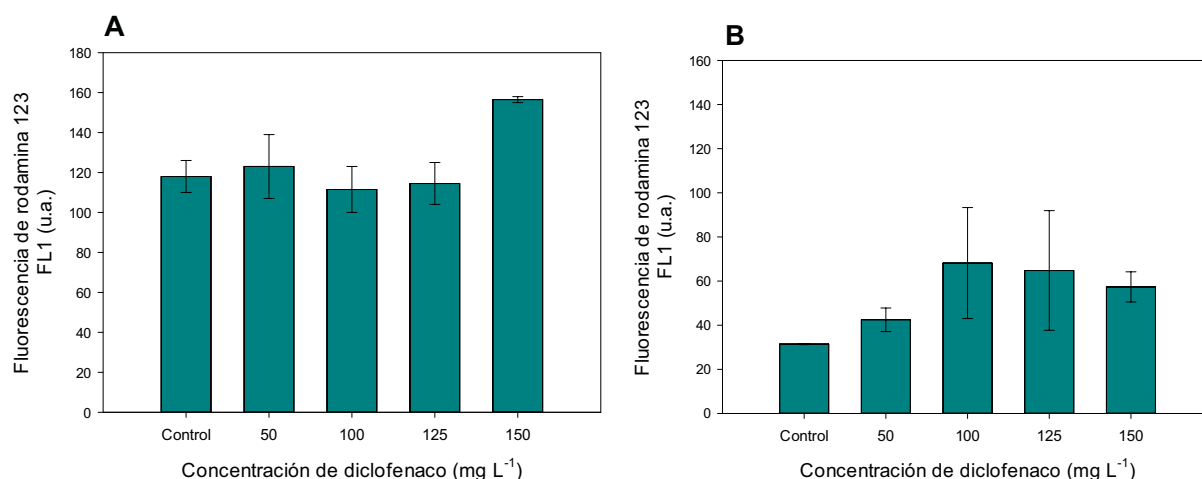 A
180
160
140
120
100
80
60
40
20
0
Fluorescencia de rodamina 123
FL1 (u.a.)
Control 50 100 125 150
Concentración de diclofenaco (mg L⁻¹)
B
160
140
120
100
80
60
40
20
0
Fluorescencia de rodamina 123
FL1 (u.a.)
Control 50 100 125 150
Concentración de diclofenaco (mg L⁻¹)